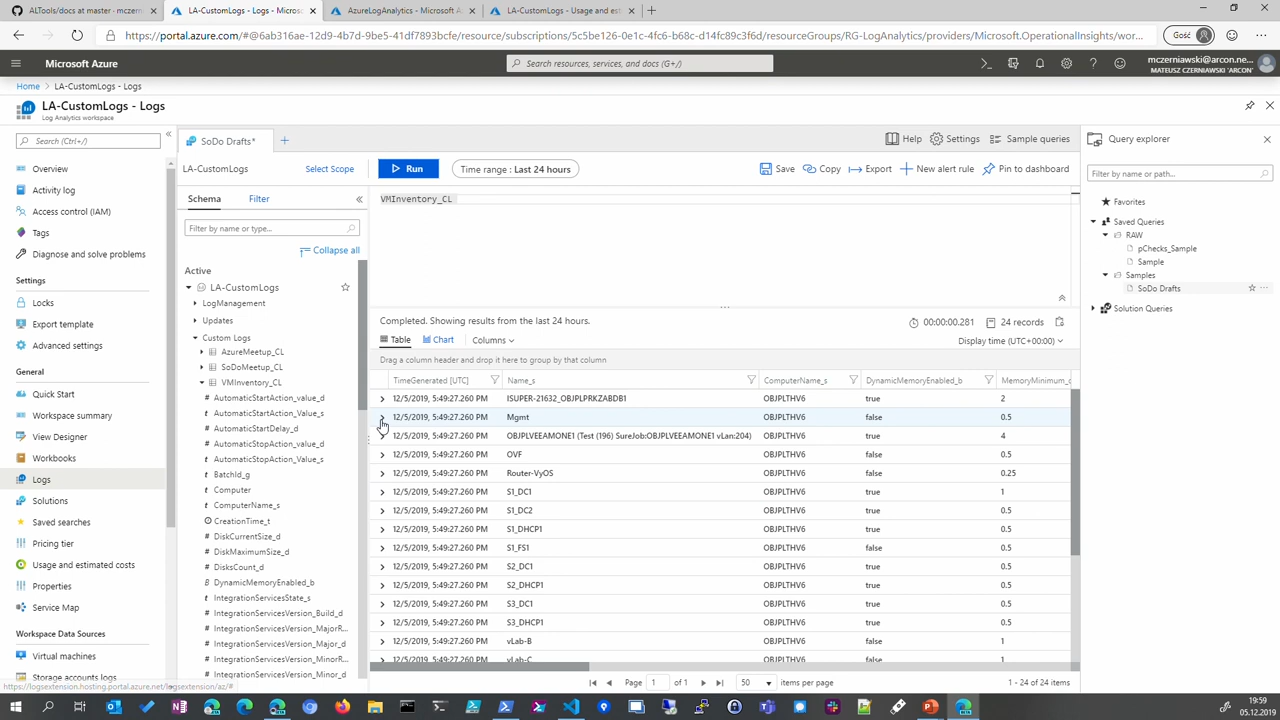 ALTools/docs at master · mczerni
LA-CustomLogs - Logs - Micros
AzureLogAnalytics - Microsoft A
LA-CustomLogs - Usage and est
https://portal.azure.com/#@6ab316ae-12d9-4b7d-9be5-41df7893bcfe/resource/subscriptions/5c5be126-0e1c-4fc6-b68c-d14fc89c3f6d/resourceGroups/RG-LogAnalytics/providers/Microsoft.OperationalInsights/wor...
Gość
Microsoft Azure
Search resources, services, and docs (G+/)
mczerniawski@arcon.ne...
MATEUSZ CZERNIAWSKI 'ARCON'
Home > LA-CustomLogs - Logs
LA-CustomLogs - Logs
Log Analytics workspace
Search (Ctrl+/)
Overview
Activity log
Access control (IAM)
Tags
Diagnose and solve problems
Settings
Locks
Export template
Advanced settings
General
Quick Start
Workspace summary
View Designer
Workbooks
Logs
Solutions
Saved searches
Pricing tier
Usage and estimated costs
Properties
Service Map
Workspace Data Sources
Virtual machines
Storage accounts logs
https://logsextension.hosting.portal.azure.net/logsextension/az/#
SoDo Drafts*
Help
Settings
Sample queries
LA-CustomLogs
Select Scope
Run
Time range : Last 24 hours
Save
Copy
Export
New alert rule
Pin to dashboard
Schema
Filter
Filter by name or type...
Collapse all
Active
LA-CustomLogs
LogManagement
Updates
Custom Logs
AzureMeetup_CL
SoDoMeetup_CL
VMInventory_CL
# AutomaticStartAction_value_d
t AutomaticStartAction_Value_s
# AutomaticStartDelay_d
# AutomaticStopAction_value_d
t AutomaticStopAction_Value_s
t BatchId_g
t Computer
t ComputerName_s
CreationTime_t
# DiskCurrentSize_d
# DiskMaximumSize_d
# DisksCount_d
B DynamicMemoryEnabled_b
t IntegrationServicesState_s
# IntegrationServicesVersion_Build_d
# IntegrationServicesVersion_MajorR...
# IntegrationServicesVersion_Major_d
# IntegrationServicesVersion_MinorR...
# IntegrationServicesVersion_Minor_d
VMInventory_CL
Completed. Showing results from the last 24 hours.
00:00:00.281
24 records
Table
Chart
Columns
Display time (UTC+00:00)
Drag a column header and drop it here to group by that column
TimeGenerated [UTC] Name_s ComputerName_s DynamicMemoryEnabled_b MemoryMinimum_d
12/5/2019, 5:49:27.260 PM ISUPER-21632_OBJPLPRKZABDB1 OBJPLTHV6 true 2
12/5/2019, 5:49:27.260 PM Mgmt OBJPLTHV6 false 0.5
12/5/2019, 5:49:27.260 PM OBJPLVEEAMONE1 (Test (196) SureJob:OBJPLVEEAMONE1 vLan:204) OBJPLTHV6 true 4
12/5/2019, 5:49:27.260 PM OVF OBJPLTHV6 false 0.5
12/5/2019, 5:49:27.260 PM Router-VyOS OBJPLTHV6 false 0.25
12/5/2019, 5:49:27.260 PM S1_DC1 OBJPLTHV6 true 1
12/5/2019, 5:49:27.260 PM S1_DC2 OBJPLTHV6 true 0.5
12/5/2019, 5:49:27.260 PM S1_DHCP1 OBJPLTHV6 true 0.5
12/5/2019, 5:49:27.260 PM S1_FS1 OBJPLTHV6 false 0.5
12/5/2019, 5:49:27.260 PM S2_DC1 OBJPLTHV6 true 0.5
12/5/2019, 5:49:27.260 PM S2_DHCP1 OBJPLTHV6 true 0.5
12/5/2019, 5:49:27.260 PM S3_DC1 OBJPLTHV6 true 0.5
12/5/2019, 5:49:27.260 PM S3_DHCP1 OBJPLTHV6 true 0.5
12/5/2019, 5:49:27.260 PM vLab-B OBJPLTHV6 false 1
12/5/2019, 5:49:27.260 PM vLab-C OBJPLTHV6 false 0.5
Page 1 of 1
50 items per page
1 - 24 of 24 items
Query explorer
Filter by name or path...
Favorites
Saved Queries
RAW
pChecks_Sample
Sample
Samples
SoDo Drafts
Solution Queries
19:59
05.12.2019